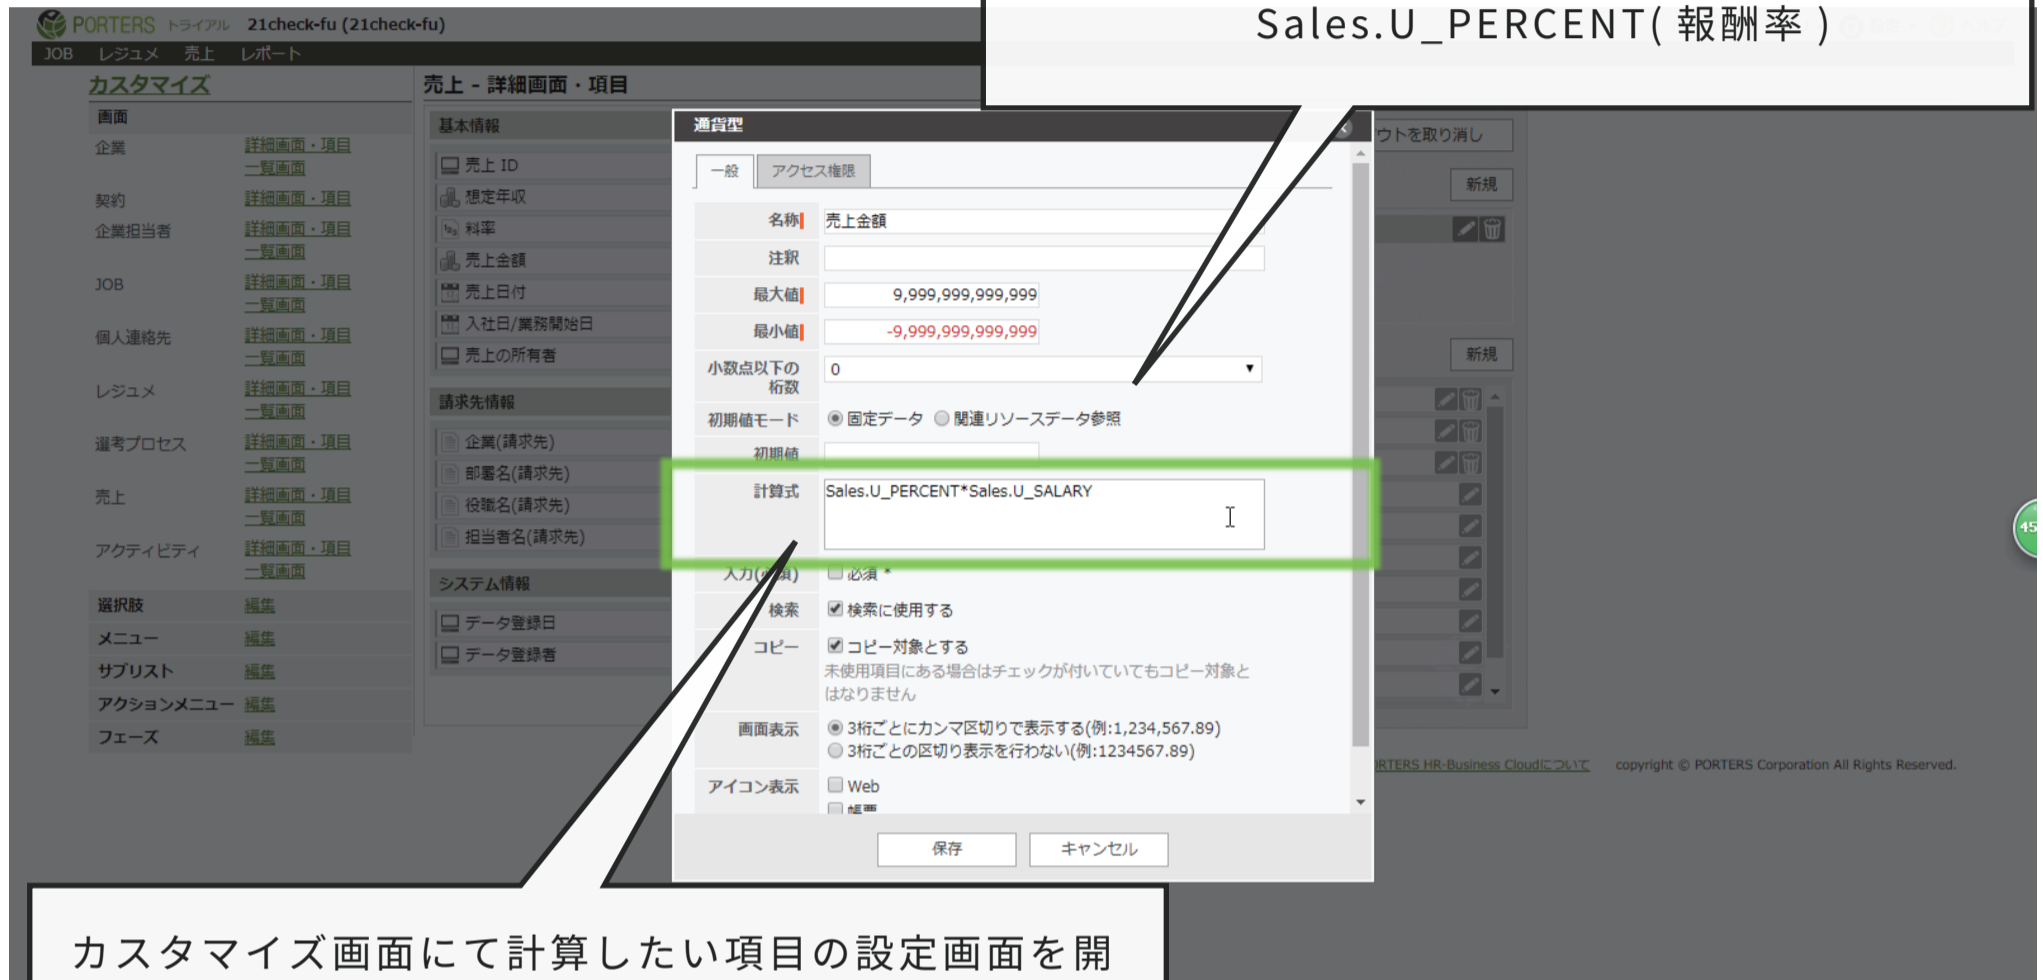 Sales.U_PERCENT(報酬率)
PORTERS トライアル 21check-fu (21check-fu)
JOB レジュメ 売上 レポート
カスタマイズ
画面
企業 詳細画面・項目
一覧画面
契約 詳細画面・項目
企業担当者 詳細画面・項目
一覧画面
JOB 詳細画面・項目
一覧画面
個人連絡先 詳細画面・項目
一覧画面
レジュメ 詳細画面・項目
一覧画面
選考プロセス 詳細画面・項目
一覧画面
売上 詳細画面・項目
一覧画面
アクティビティ 詳細画面・項目
一覧画面
選択肢 編集
メニュー 編集
サブリスト 編集
アクションメニュー 編集
フェーズ 編集
売上 - 詳細画面・項目
基本情報
売上 ID
想定年収
料率
売上金額
売上日付
入社日/業務開始日
売上の所有者
請求先情報
企業(請求先)
部署名(請求先)
役職名(請求先)
担当者名(請求先)
システム情報
データ登録日
データ登録者
通貨型
一般 アクセス権限
名称 売上金額
注釈
最大値 9,999,999,999,999
最小値 -9,999,999,999,999
小数点以下の
桁数 0
初期値モード 固定データ 関連リソースデータ参照
初期値
計算式 Sales.U_PERCENT*Sales.U_SALARY
入力(必須) 必須 *
検索 検索に使用する
コピー コピー対象とする
未使用項目にある場合はチェックが付いていてもコピー対象と
はなりません
画面表示 3桁ごとにカンマ区切りで表示する(例:1,234,567.89)
3桁ごとの区切り表示を行わない(例:1234567.89)
アイコン表示 Web
帳票
保存 キャンセル
ウトを取り消し
新規
新規
45
RTERS HR-Business Cloudについて copyright © PORTERS Corporation All Rights Reserved.
カスタマイズ画面にて計算したい項目の設定画面を開